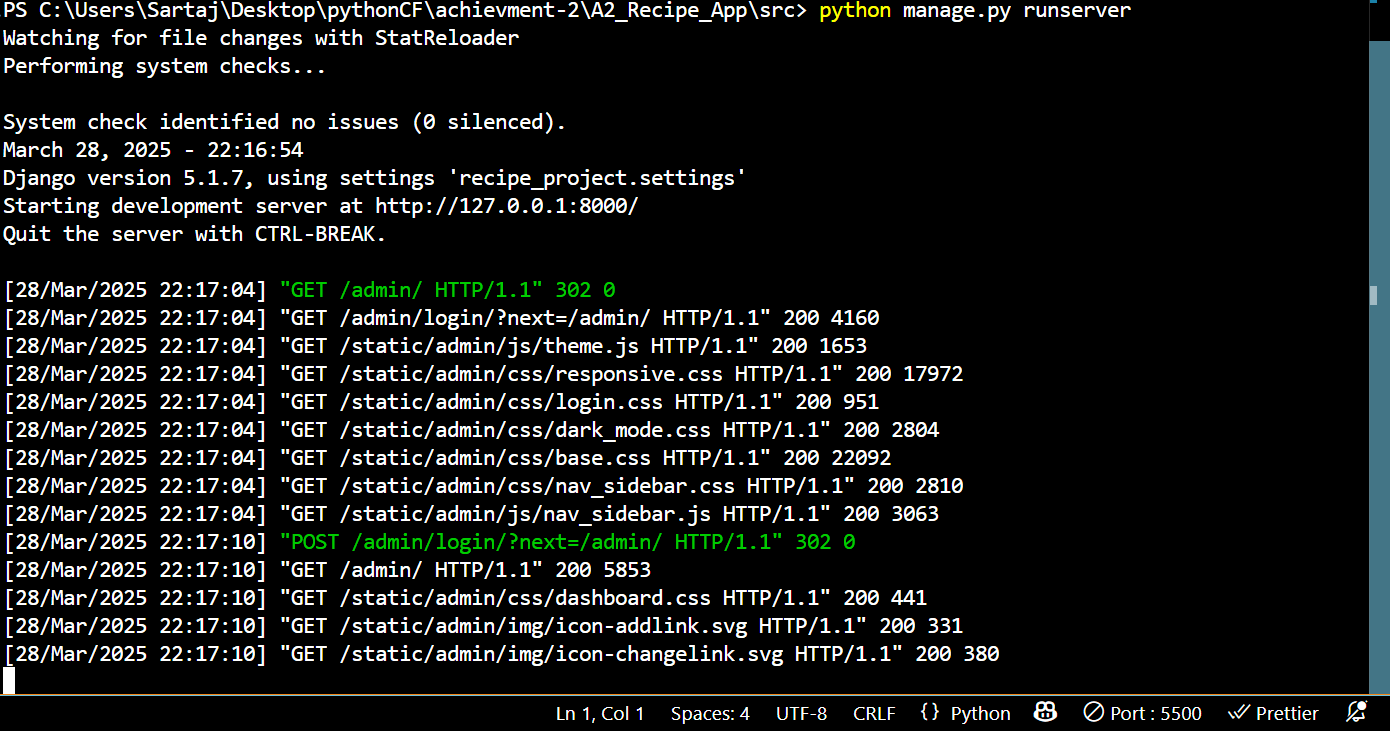 PS C:\Users\Sartaj\Desktop\pythonCF\achievment-2\A2_Recipe_App\src> python manage.py runserver
Watching for file changes with StatReloader
Performing system checks...
System check identified no issues (0 silenced).
March 28, 2025 - 22:16:54
Django version 5.1.7, using settings 'recipe_project.settings'
Starting development server at http://127.0.0.1:8000/
Quit the server with CTRL-BREAK.
[28/Mar/2025 22:17:04] "GET /admin/ HTTP/1.1" 302 0
[28/Mar/2025 22:17:04] "GET /admin/login/?next=/admin/ HTTP/1.1" 200 4160
[28/Mar/2025 22:17:04] "GET /static/admin/js/theme.js HTTP/1.1" 200 1653
[28/Mar/2025 22:17:04] "GET /static/admin/css/responsive.css HTTP/1.1" 200 17972
[28/Mar/2025 22:17:04] "GET /static/admin/css/login.css HTTP/1.1" 200 951
[28/Mar/2025 22:17:04] "GET /static/admin/css/dark_mode.css HTTP/1.1" 200 2804
[28/Mar/2025 22:17:04] "GET /static/admin/css/base.css HTTP/1.1" 200 22092
[28/Mar/2025 22:17:04] "GET /static/admin/css/nav_sidebar.css HTTP/1.1" 200 2810
[28/Mar/2025 22:17:04] "GET /static/admin/js/nav_sidebar.js HTTP/1.1" 200 3063
[28/Mar/2025 22:17:10] "POST /admin/login/?next=/admin/ HTTP/1.1" 302 0
[28/Mar/2025 22:17:10] "GET /admin/ HTTP/1.1" 200 5853
[28/Mar/2025 22:17:10] "GET /static/admin/css/dashboard.css HTTP/1.1" 200 441
[28/Mar/2025 22:17:10] "GET /static/admin/img/icon-addlink.svg HTTP/1.1" 200 331
[28/Mar/2025 22:17:10] "GET /static/admin/img/icon-changelink.svg HTTP/1.1" 200 380
Ln 1, Col 1 Spaces: 4 UTF-8 CRLF {} Python Port : 5500 Prettier